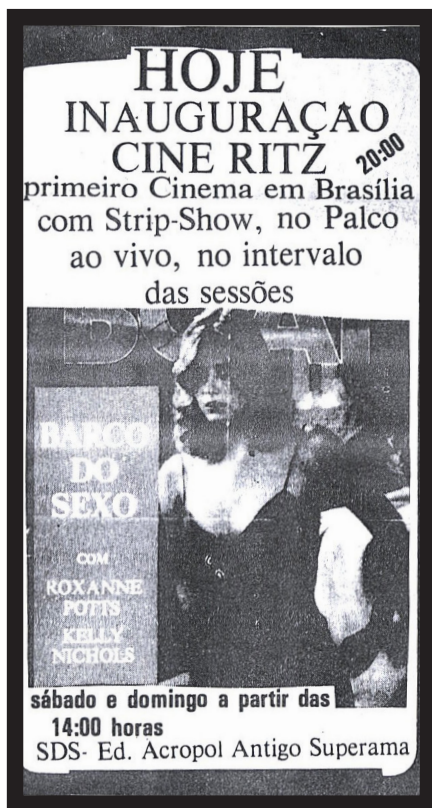 HOJE
INAUGURAÇÃO
CINE RITZ 20:00
primeiro Cinema em Brasília
com Strip-Show, no Palco
ao vivo, no intervalo
das sessões
BARCO
DO
SEXO
COM
ROXANNE
POTTS
KELLY
NICHOLS
sábado e domingo a partir das
14:00 horas
SDS- Ed. Acropol Antigo Superama